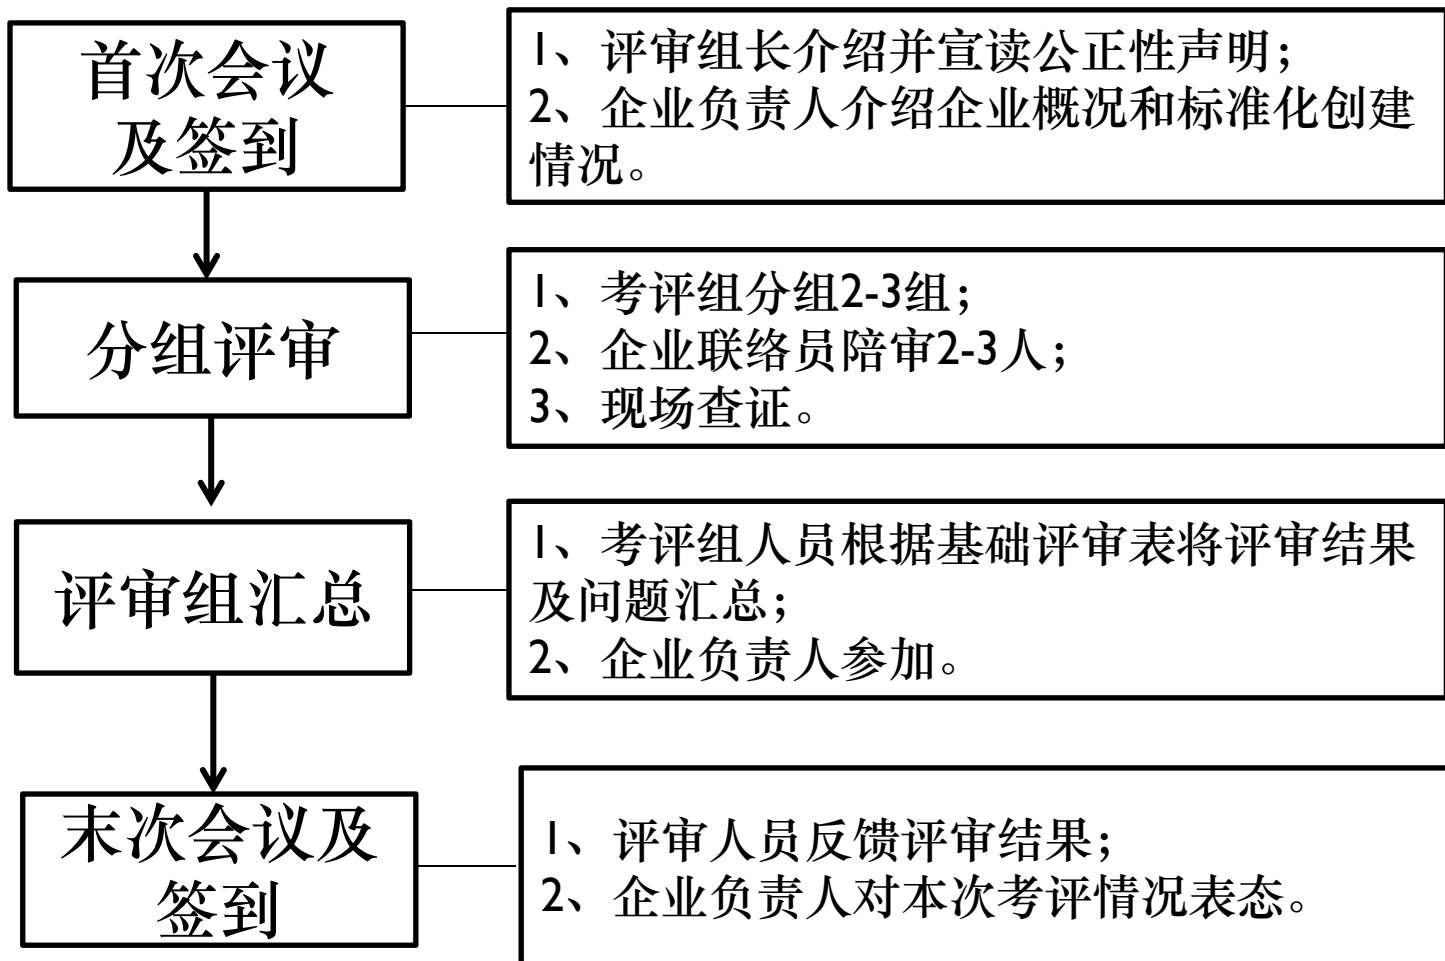 首次会议
及签到
1、评审组长介绍并宣读公正性声明；
2、企业负责人介绍企业概况和标准化创建
情况。
分组评审
1、考评组分组2-3组；
2、企业联络员陪审2-3人；
3、现场查证。
评审组汇总
1、考评组人员根据基础评审表将评审结果
及问题汇总；
2、企业负责人参加。
末次会议及
签到
1、评审人员反馈评审结果；
2、企业负责人对本次考评情况表态。